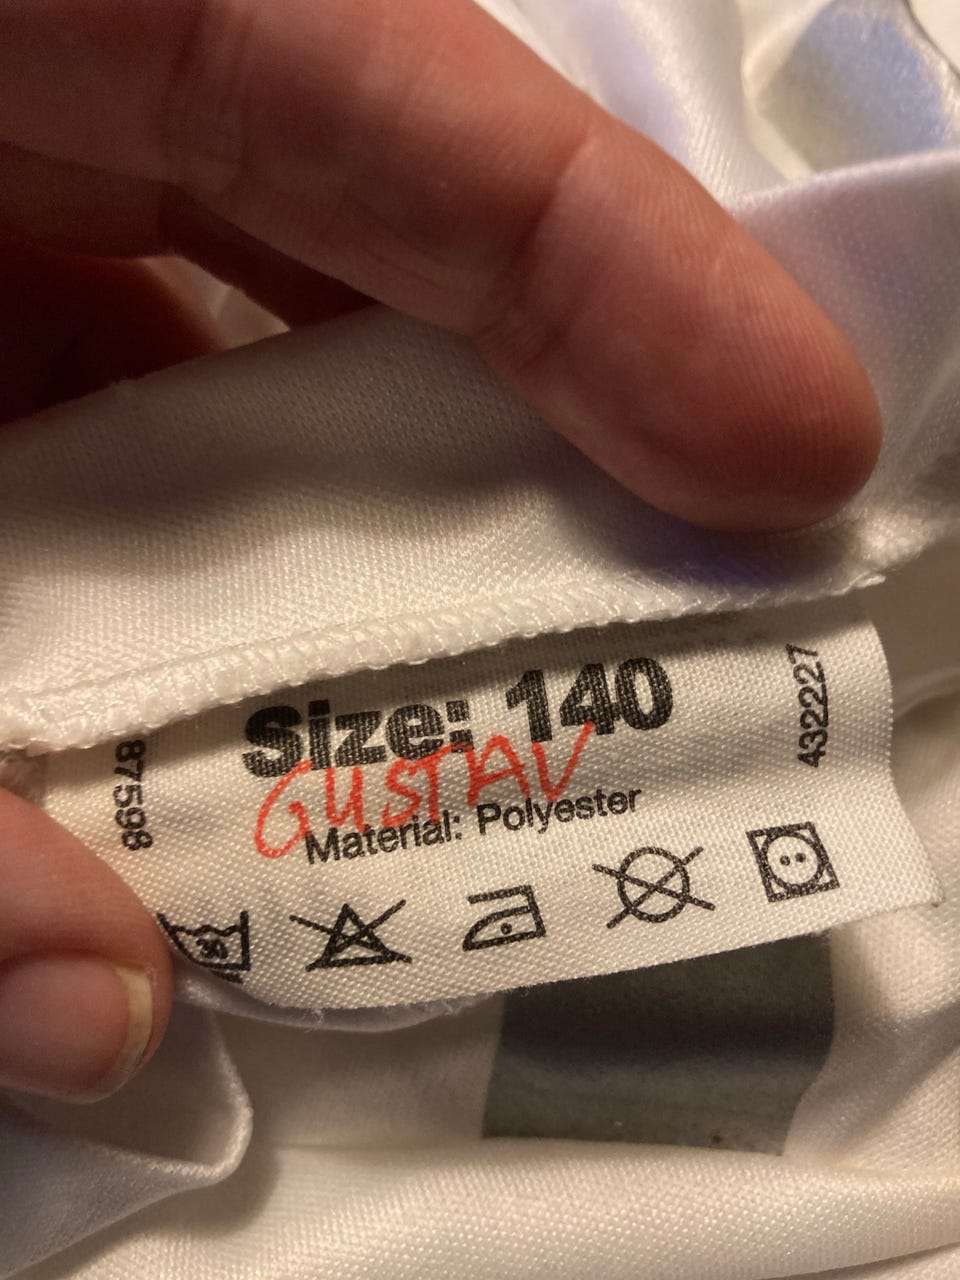 Size: 140
GUSTAV
Material: Polyester
87598
432227